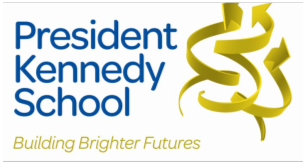 President
Kennedy
School
Building Brighter Futures